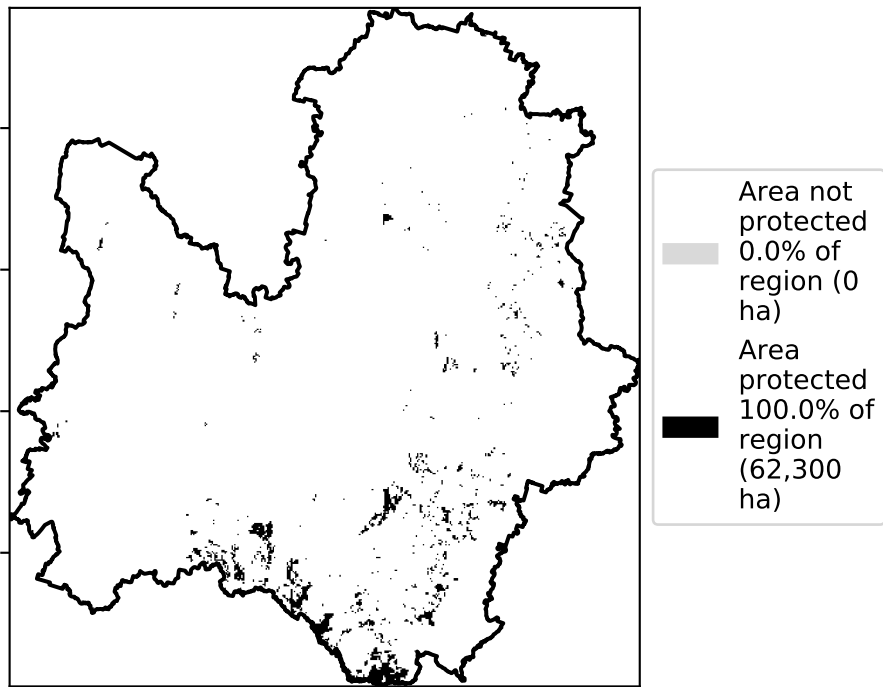 Area not
protected
0.0% of
region (0
ha)
Area
protected
100.0% of
region
(62,300
ha)